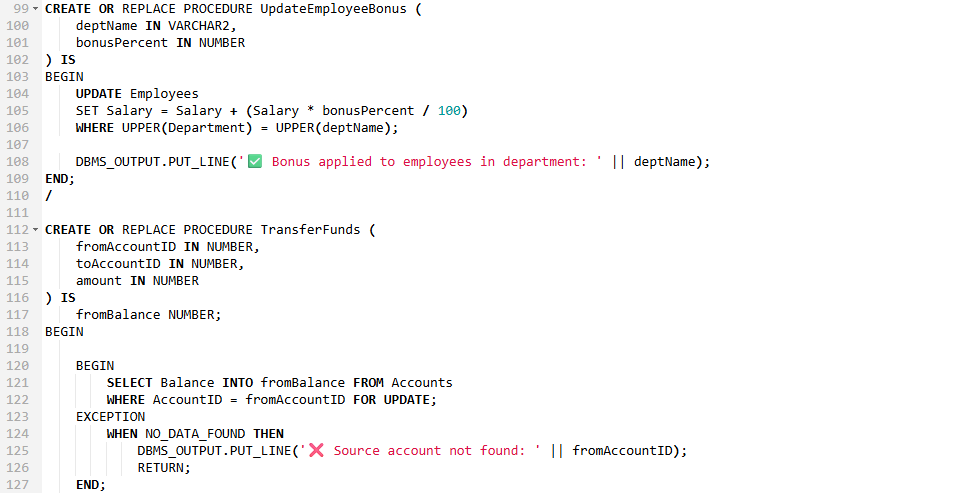 99 CREATE OR REPLACE PROCEDURE UpdateEmployeeBonus (
100     deptName IN VARCHAR2,
101     bonusPercent IN NUMBER
102 ) IS
103 BEGIN
104     UPDATE Employees
105     SET Salary = Salary + (Salary * bonusPercent / 100)
106     WHERE UPPER(Department) = UPPER(deptName);
107
108     DBMS_OUTPUT.PUT_LINE('✅ Bonus applied to employees in department: ' || deptName);
109 END;
110 /
111
112 CREATE OR REPLACE PROCEDURE TransferFunds (
113     fromAccountID IN NUMBER,
114     toAccountID IN NUMBER,
115     amount IN NUMBER
116 ) IS
117     fromBalance NUMBER;
118 BEGIN
119
120     BEGIN
121         SELECT Balance INTO fromBalance FROM Accounts
122         WHERE AccountID = fromAccountID FOR UPDATE;
123     EXCEPTION
124         WHEN NO_DATA_FOUND THEN
125             DBMS_OUTPUT.PUT_LINE('❌ Source account not found: ' || fromAccountID);
126             RETURN;
127     END;